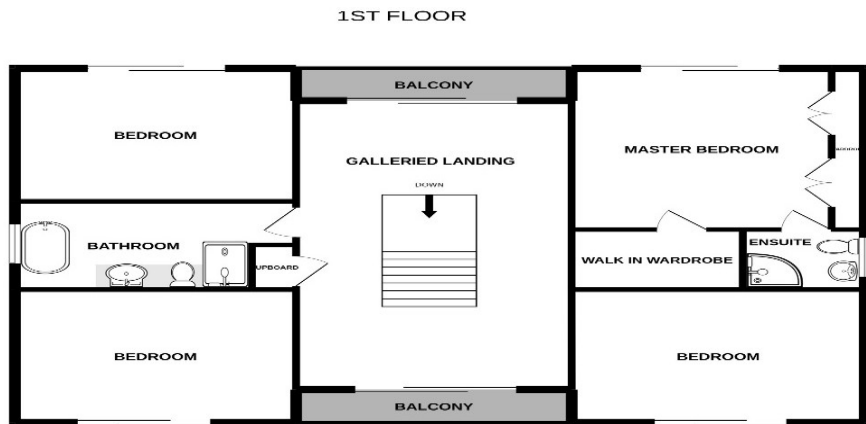 1ST FLOOR
BALCONY
BEDROOM
GALLERIED LANDING
MASTER BEDROOM
DOWN
BATHROOM
ENSUITE
UPBOARD
WALK IN WARDROBE
BEDROOM
BEDROOM
BALCONY